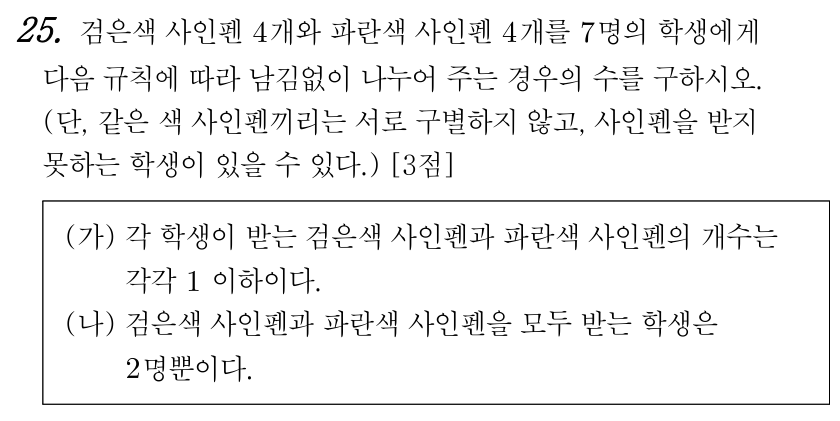 25. 검은색 사인펜 4개와 파란색 사인펜 4개를 7명의 학생에게
다음 규칙에 따라 남김없이 나누어 주는 경우의 수를 구하시오.
(단, 같은 색 사인펜끼리는 서로 구별하지 않고, 사인펜을 받지
못하는 학생이 있을 수 있다.) [3점]
(가) 각 학생이 받는 검은색 사인펜과 파란색 사인펜의 개수는
각각 1 이하이다.
(나) 검은색 사인펜과 파란색 사인펜을 모두 받는 학생은
2명뿐이다.